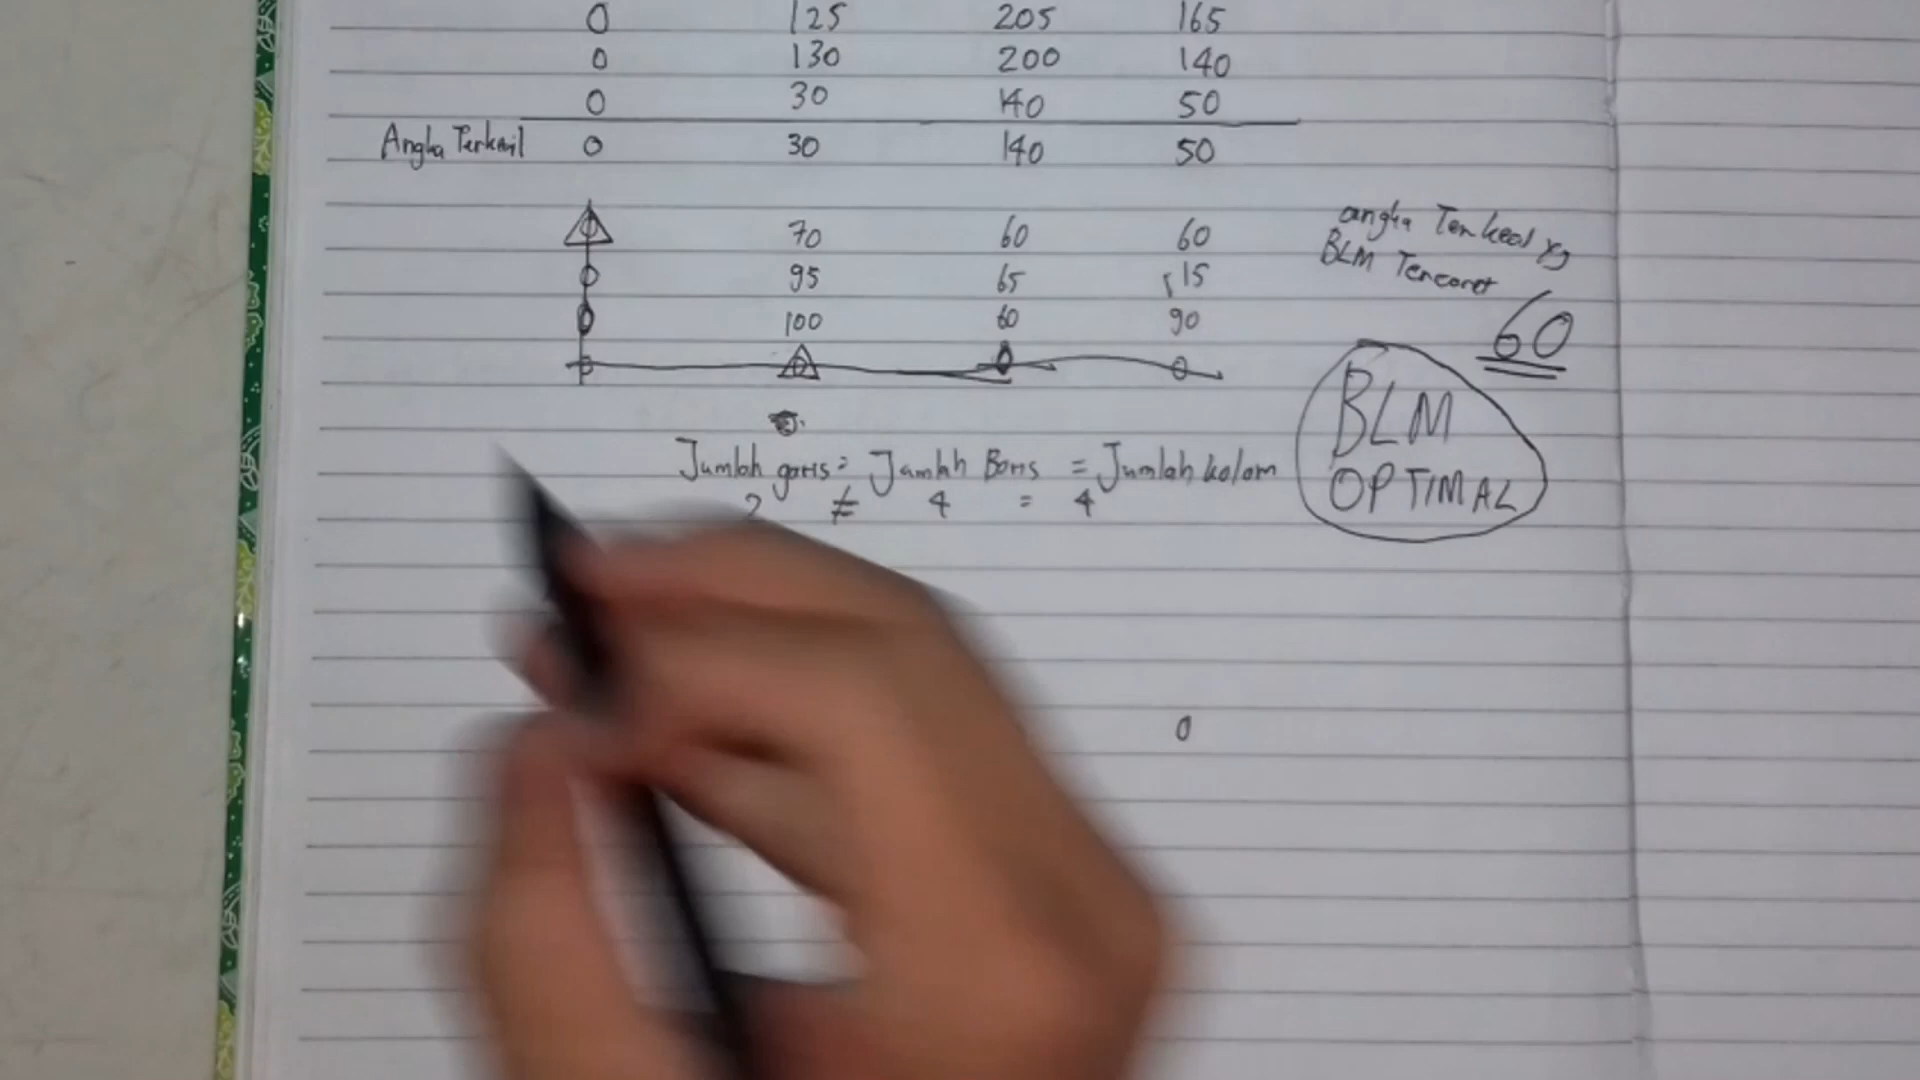 0 125 205 165
0 130 200 140
0 30 140 50
Angka Terkecil 0 30 140 50
0 70 60 60
0 95 65 115
0 100 60 90
0 0 0 0
angka Terkecil yg
BLM Tercoret
60
BLM
OPTIMAL
Jumlah garis = Jumlah Baris = Jumlah kolom
2 ≠ 4 = 4
0